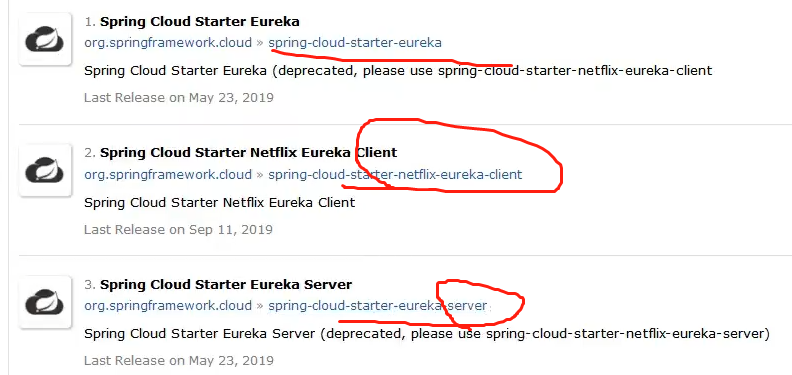 1. Spring Cloud Starter Eureka
org.springframework.cloud » spring-cloud-starter-eureka
Spring Cloud Starter Eureka (deprecated, please use spring-cloud-starter-netflix-eureka-client
Last Release on May 23, 2019
2. Spring Cloud Starter Netflix Eureka Client
org.springframework.cloud » spring-cloud-starter-netflix-eureka-client
Spring Cloud Starter Netflix Eureka Client
Last Release on Sep 11, 2019
3. Spring Cloud Starter Eureka Server
org.springframework.cloud » spring-cloud-starter-eureka-server
Spring Cloud Starter Eureka Server (deprecated, please use spring-cloud-starter-netflix-eureka-server)
Last Release on May 23, 2019